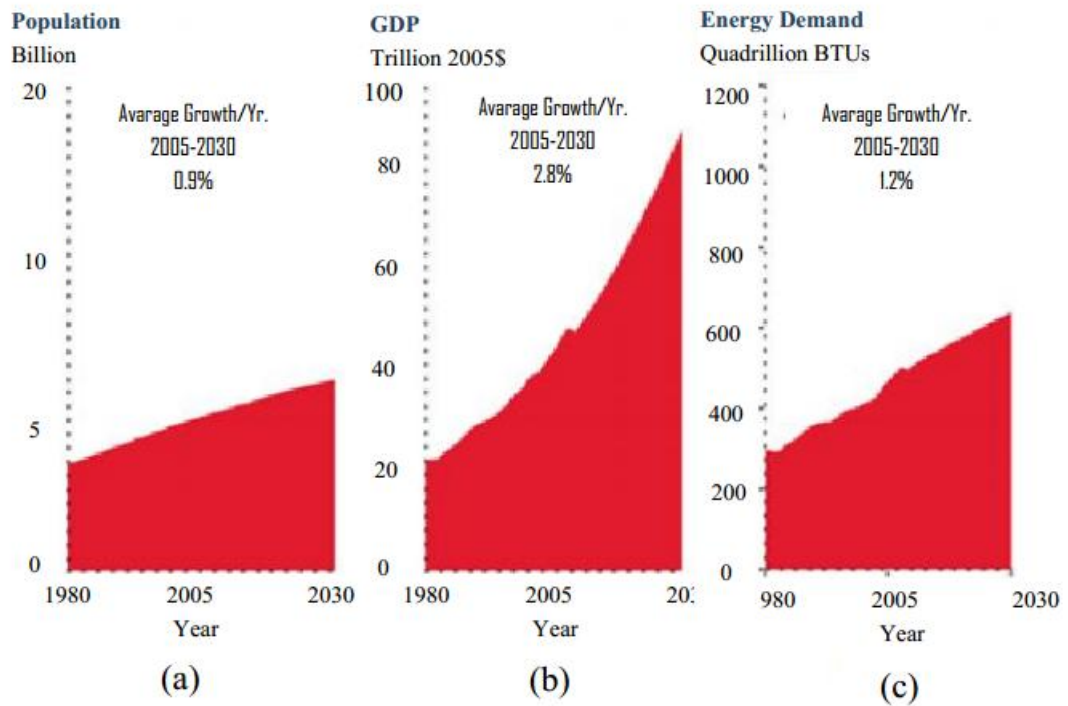 Population
Billion
20
10
5
0
Avarage Growth/Yr.
2005-2030
0.9%
1980
2005
2030
Year
(a)
GDP
Trillion 2005$
100
80
60
40
20
0
Avarage Growth/Yr.
2005-2030
2.8%
1980
2005
Year
(b)
Energy Demand
Quadrillion BTUs
1200
1000
800
600
400
200
0
Avarage Growth/Yr.
2005-2030
1.2%
980
2005
2030
Year
(c)